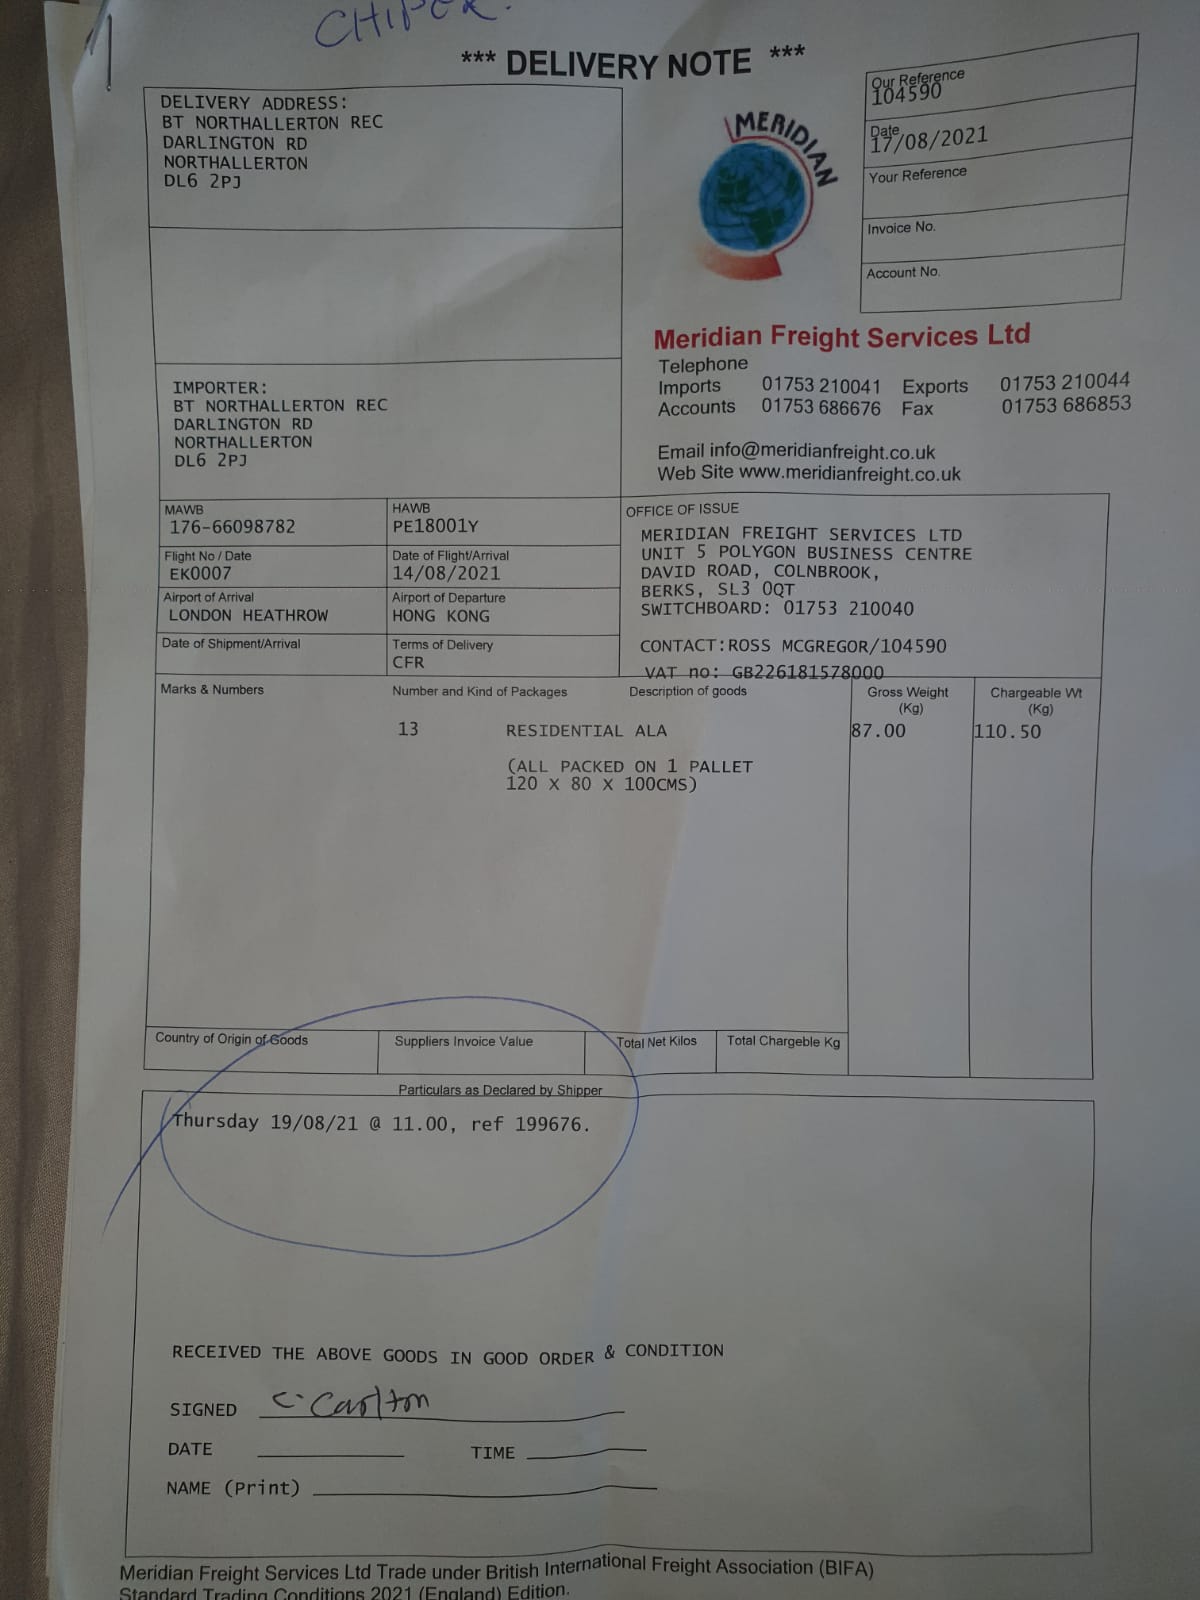 CHIPER.
*** DELIVERY NOTE ***
DELIVERY ADDRESS:
BT NORTHALLERTON REC
DARLINGTON RD
NORTHALLERTON
DL6 2PJ
MERIDIAN
Our Reference
104590
Date
17/08/2021
Your Reference
Invoice No.
Account No.
Meridian Freight Services Ltd
Telephone
Imports 01753 210041 Exports 01753 210044
Accounts 01753 686676 Fax 01753 686853
Email info@meridianfreight.co.uk
Web Site www.meridianfreight.co.uk
IMPORTER:
BT NORTHALLERTON REC
DARLINGTON RD
NORTHALLERTON
DL6 2PJ
MAWB
176-66098782
HAWB
PE18001Y
Flight No / Date
EK0007
Date of Flight/Arrival
14/08/2021
Airport of Arrival
LONDON HEATHROW
Airport of Departure
HONG KONG
Date of Shipment/Arrival
Terms of Delivery
CFR
OFFICE OF ISSUE
MERIDIAN FREIGHT SERVICES LTD
UNIT 5 POLYGON BUSINESS CENTRE
DAVID ROAD, COLNBROOK,
BERKS, SL3 0QT
SWITCHBOARD: 01753 210040
CONTACT:ROSS MCGREGOR/104590
VAT no: GB226181578000
Marks & Numbers
Number and Kind of Packages
Description of goods
Gross Weight
(Kg)
Chargeable Wt
(Kg)
13 RESIDENTIAL ALA 87.00 110.50
(ALL PACKED ON 1 PALLET
120 X 80 X 100CMS)
Country of Origin of Goods
Suppliers Invoice Value
Total Net Kilos
Total Chargeble Kg
Particulars as Declared by Shipper
Thursday 19/08/21 @ 11.00, ref 199676.
RECEIVED THE ABOVE GOODS IN GOOD ORDER & CONDITION
SIGNED C. Carlton
DATE TIME
NAME (Print)
Meridian Freight Services Ltd Trade under British International Freight Association (BIFA)
Standard Trading Conditions 2021 (England) Edition.